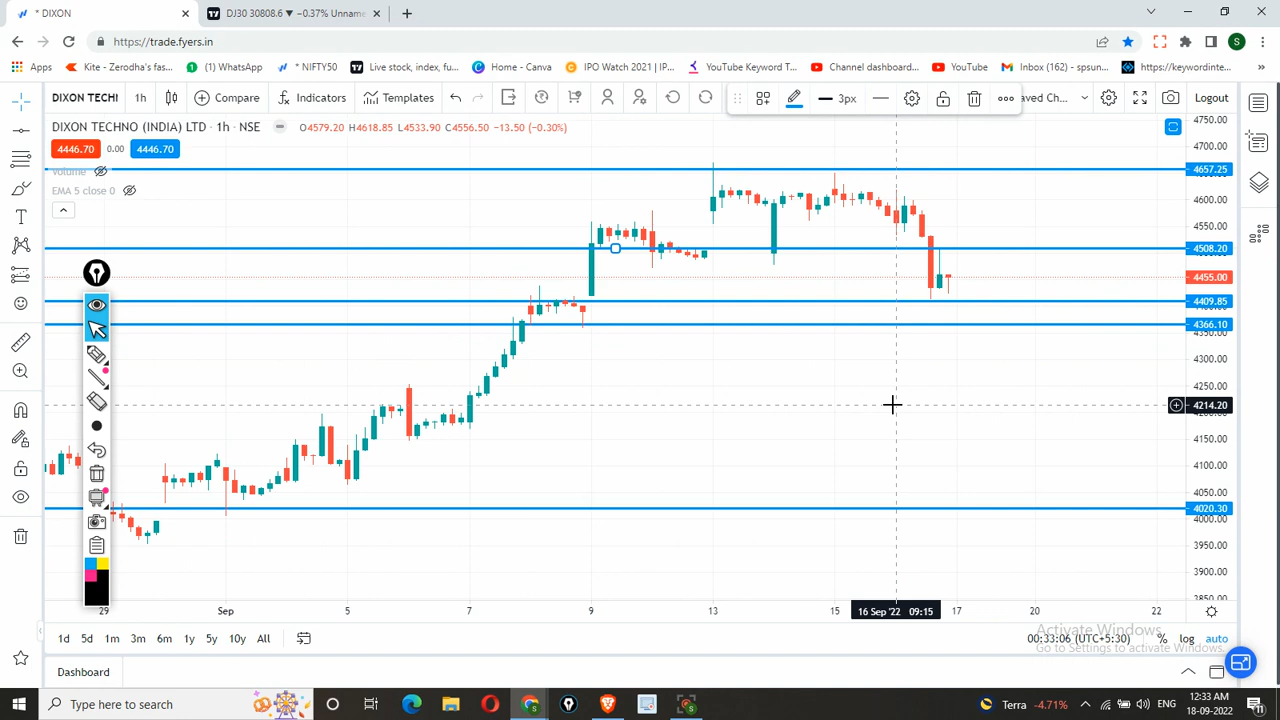 * DIXON
DJ30 30808.6 ▼ −0.37% Unname
https://trade.fyers.in
Apps
Kite - Zerodha's fas...
(1) WhatsApp
* NIFTY50
Live stock, index, fu...
Home - Canva
IPO Watch 2021 | IP...
YouTube Keyword T...
Channel dashboard...
YouTube
Inbox (162) - spsun...
https://keywordinte...
DIXON TECHI
1h
Compare
Indicators
Templates
3px
aved Cha...
Logout
DIXON TECHNO (INDIA) LTD · 1h · NSE
O4579.20 H4618.85 L4533.90 C4556.50 −13.50 (−0.30%)
4446.70
0.00
4446.70
Volume
EMA 5 close 0
4750.00
4700.00
4657.25
4600.00
4550.00
4508.20
4455.00
4409.85
4366.10
4300.00
4250.00
4214.20
4150.00
4100.00
4050.00
4020.30
4000.00
3950.00
3900.00
3850.00
29
Sep
5
7
9
13
15
16 Sep '22 09:15
17
20
22
1d
5d
1m
3m
6m
1y
5y
10y
All
00:33:06 (UTC+5:30)
%
log
auto
Activate Windows
Go to Settings to activate Windows.
Dashboard
Type here to search
Terra -4.71%
ENG
12:33 AM
18-09-2022